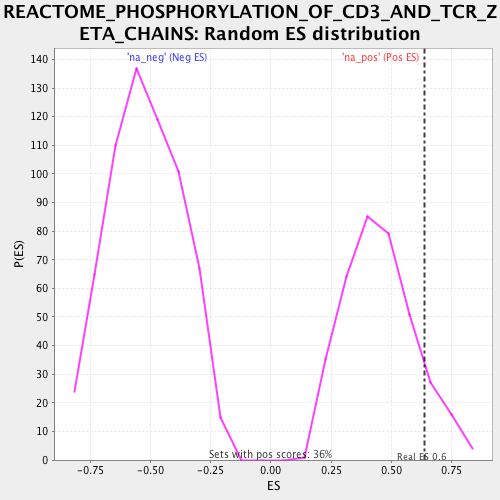 REACTOME_PHOSPHORYLATION_OF_CD3_AND_TCR_Z
ETA_CHAINS: Random ES distribution
'na_neg' (Neg ES)
'na_pos' (Pos ES)
140
130
120
110
100
90
80
70
60
50
40
30
20
10
0
P(ES)
Sets with pos scores: 36%
Real ES 0.6
-0.75
-0.50
-0.25
0.00
0.25
0.50
0.75
ES